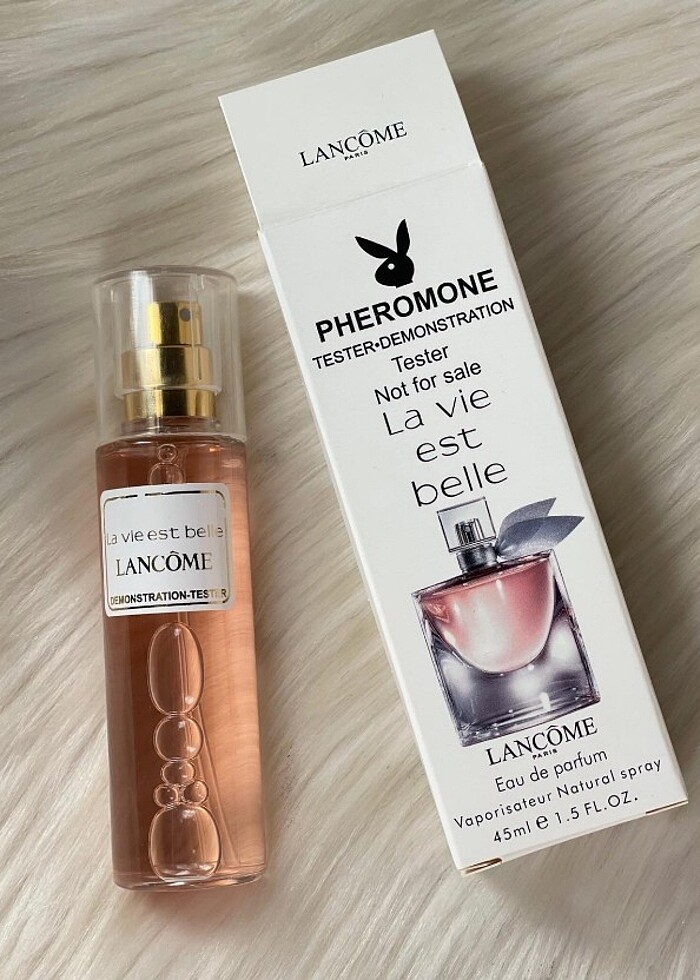 LANCÔME
PARIS
PHEROMONE
TESTER•DEMONSTRATION
Tester
Not for sale
La vie
est
belle
LANCÔME
PARIS
Eau de parfum
Vaporisateur Natural spray
45ml e 1.5 FL.OZ.
La vie est belle
LANCÔME
DEMONSTRATION-TESTER